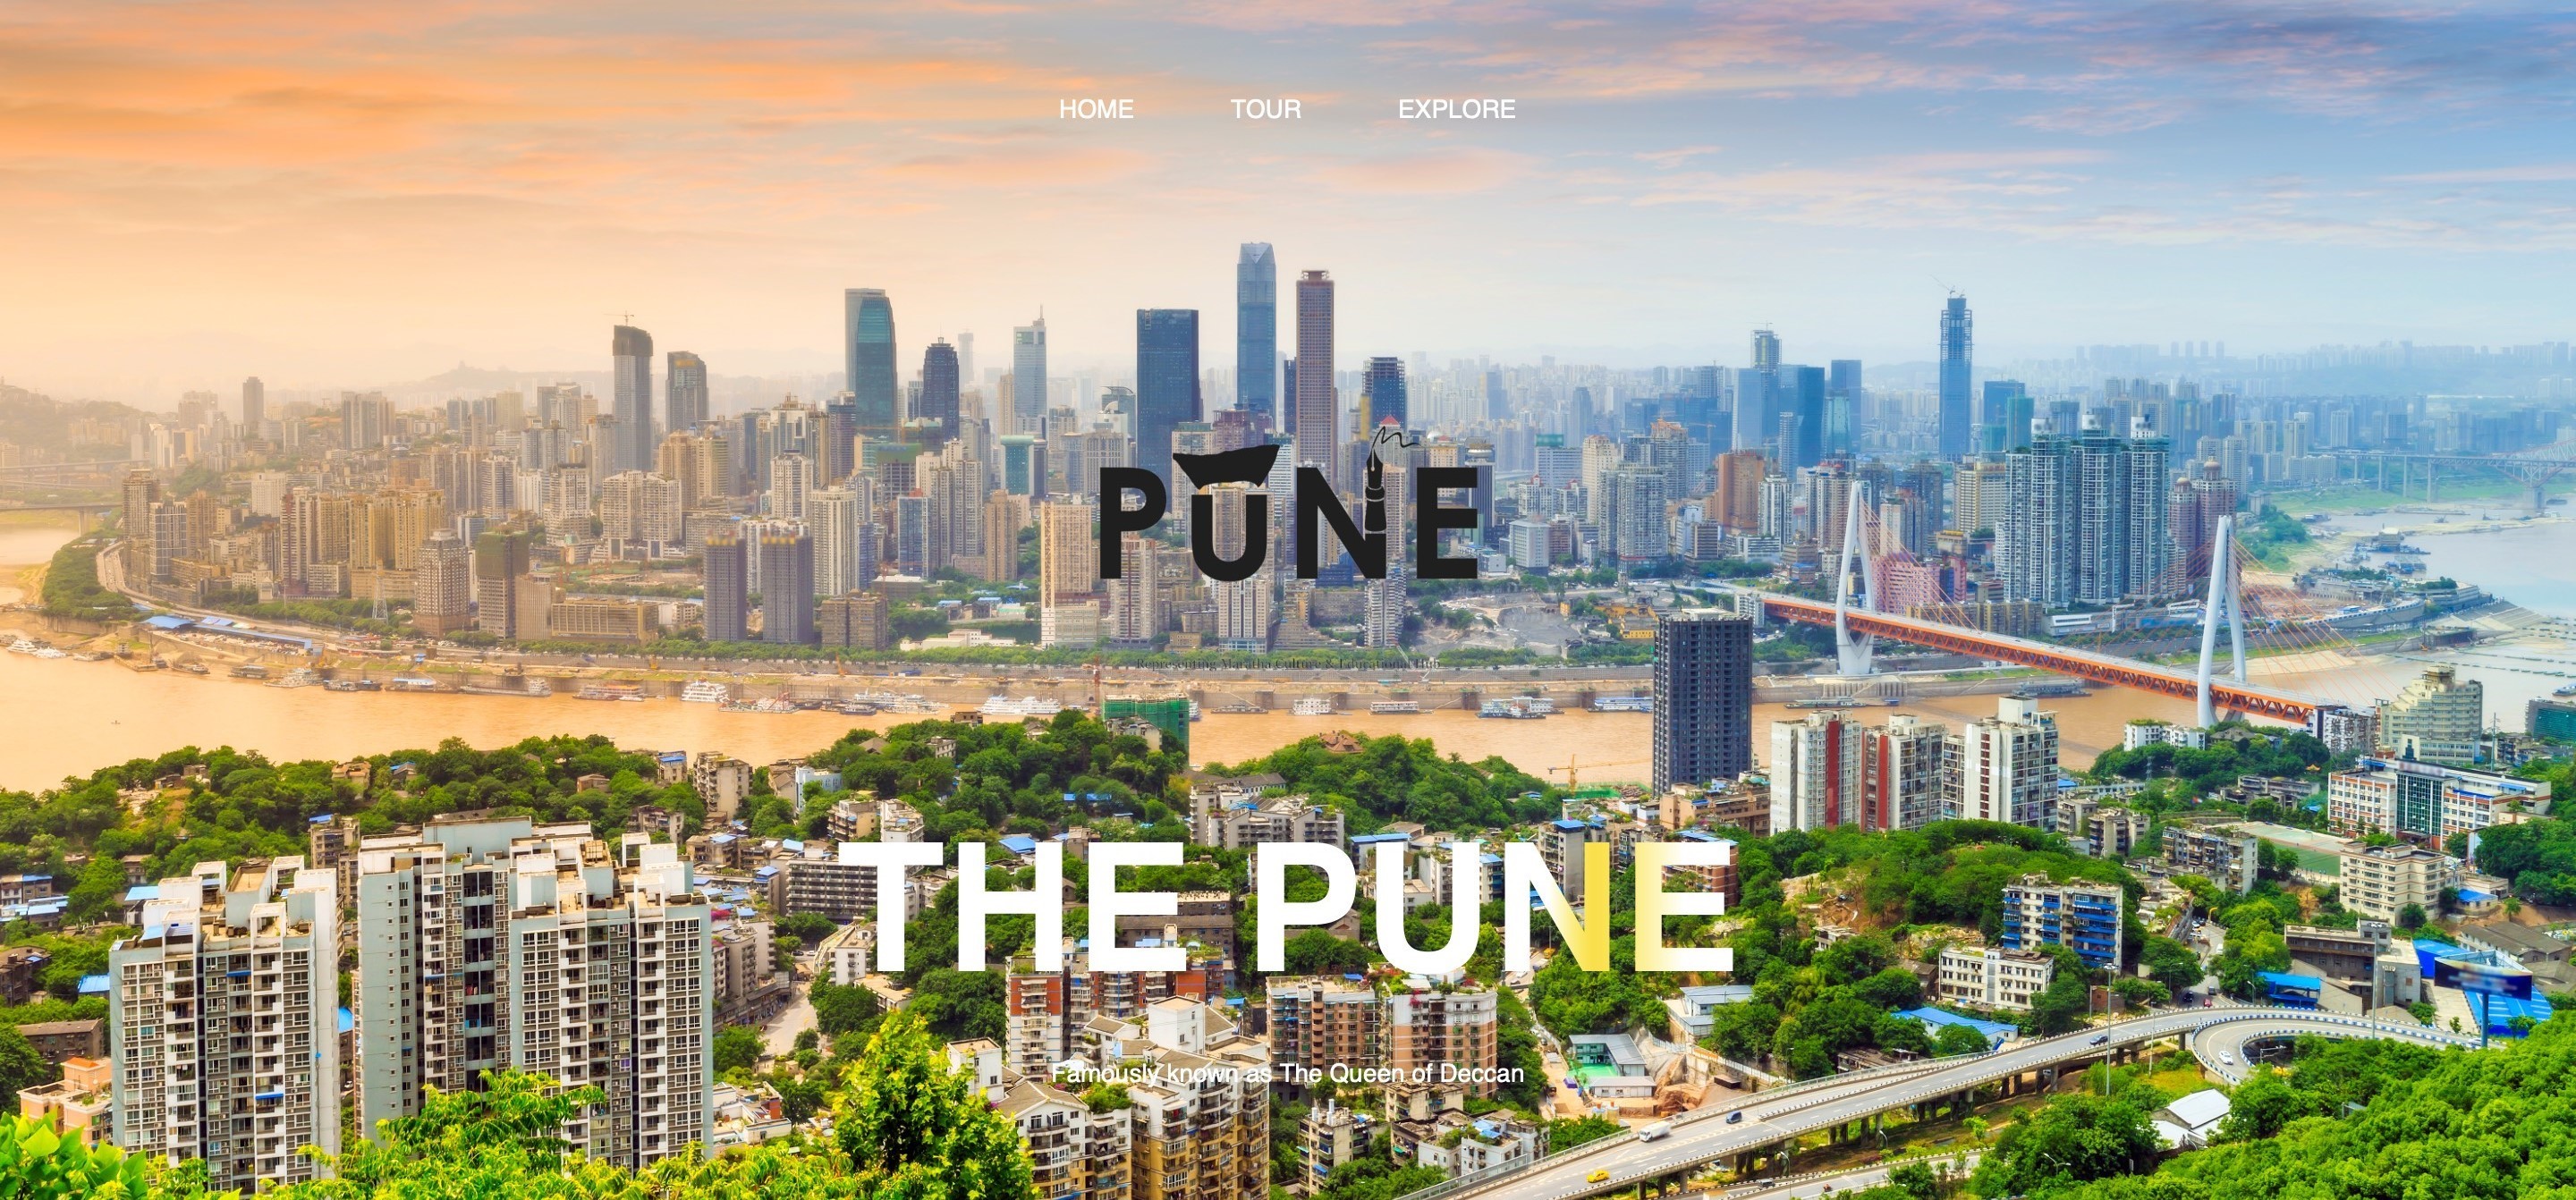 HOME TOUR EXPLORE
PUNE
Representing Maratha Culture & Educational Hub
THE PUNE
Famously known as The Queen of Deccan